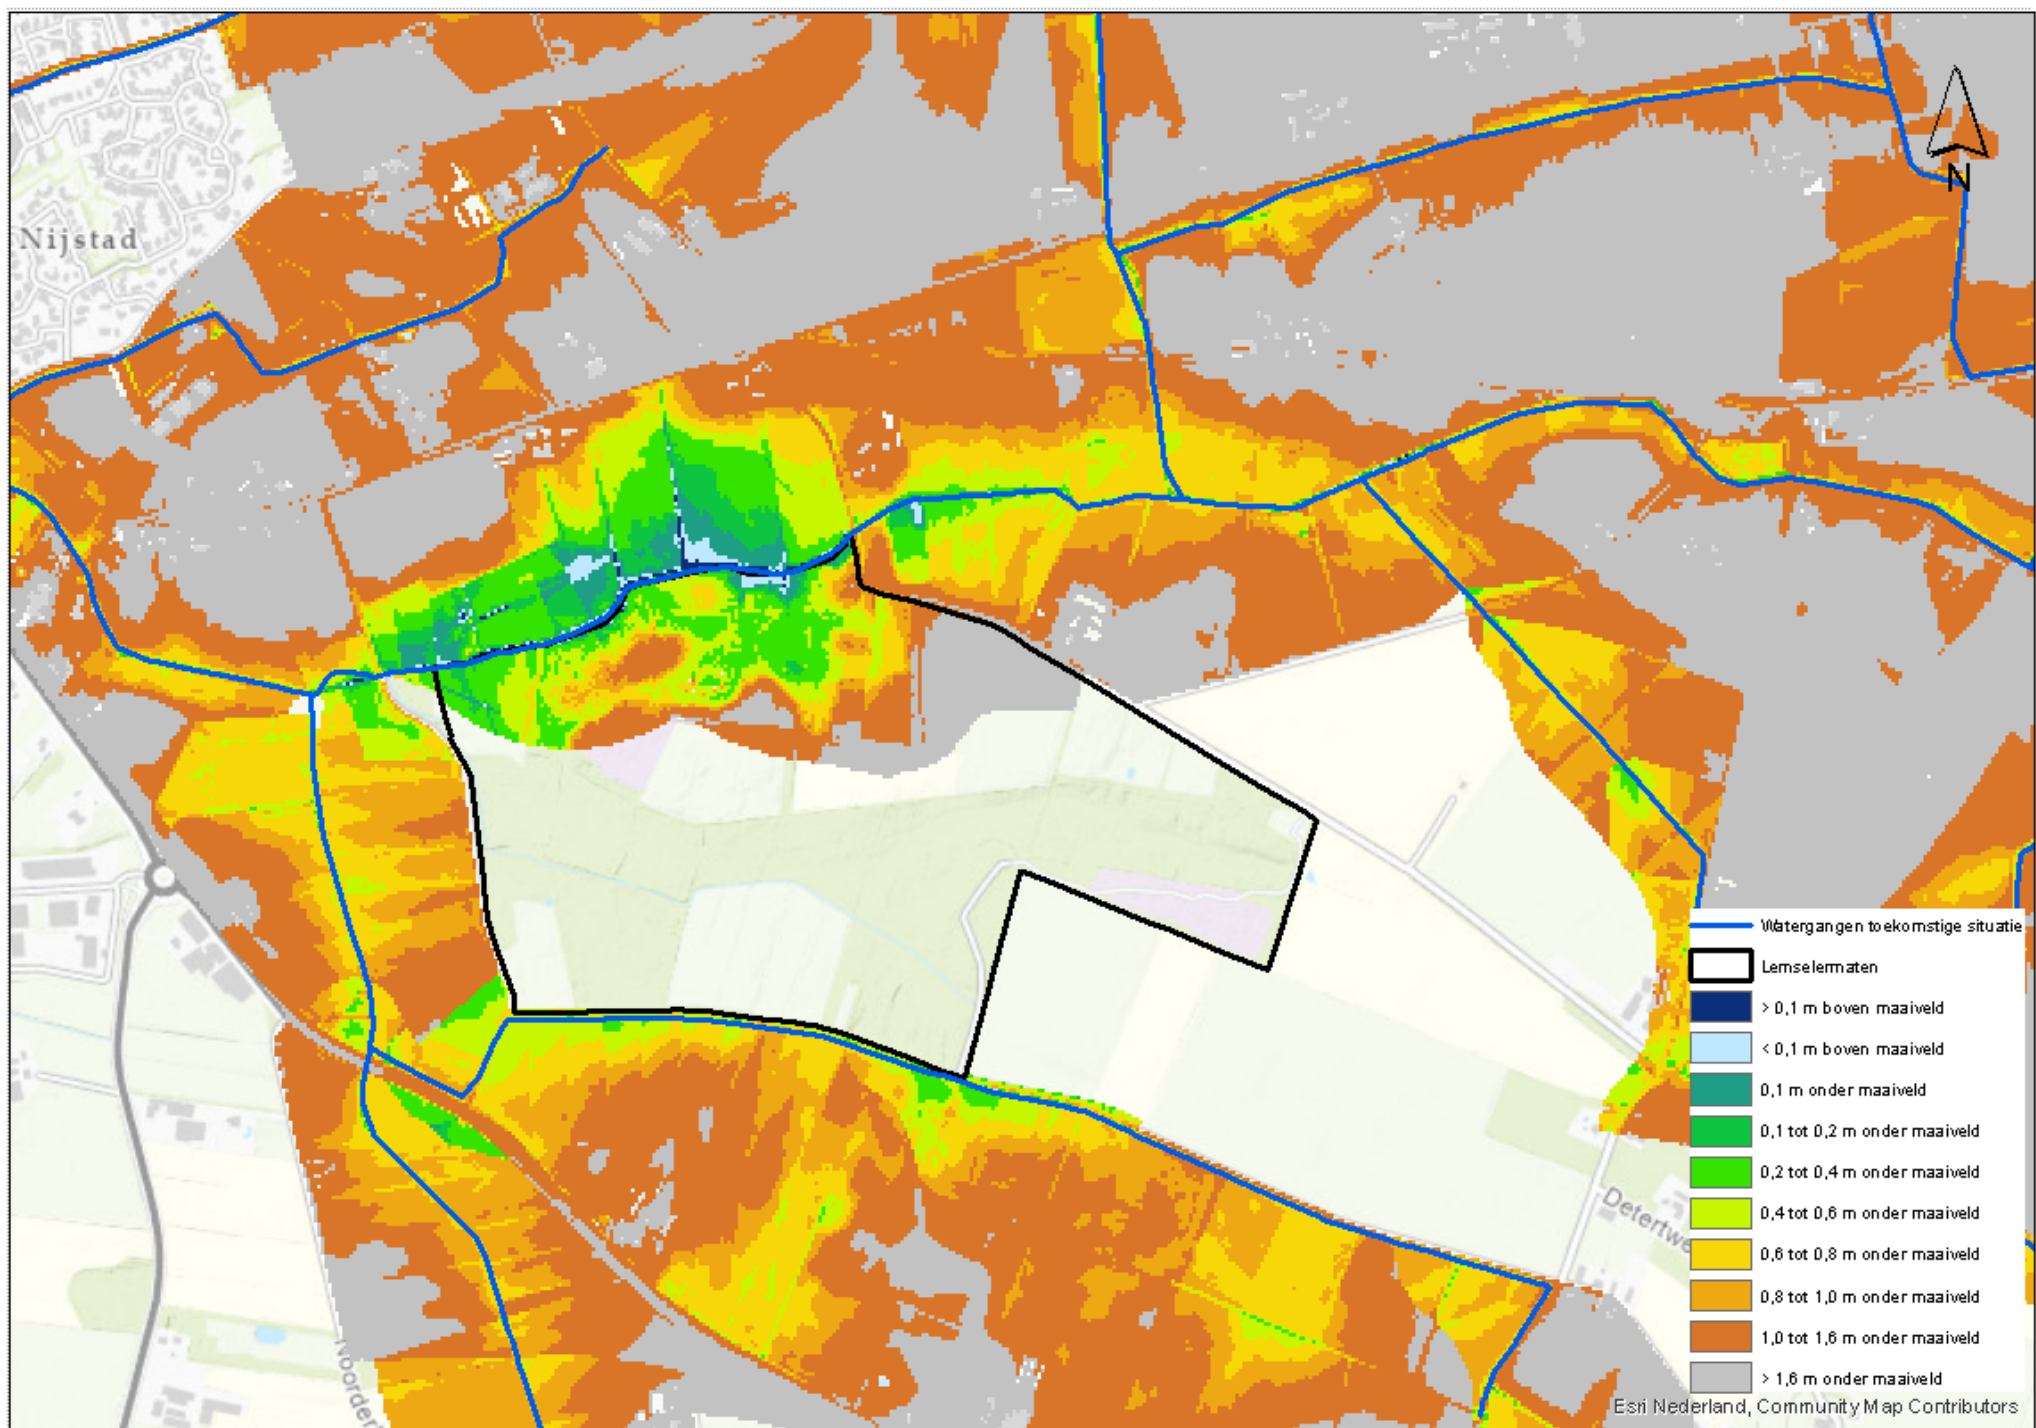 N
Nijstad
Watergangen toekomstige situatie
Lemselermaten
> 0,1 m boven maaiveld
< 0,1 m boven maaiveld
0,1 m onder maaiveld
0,1 tot 0,2 m onder maaiveld
0,2 tot 0,4 m onder maaiveld
0,4 tot 0,6 m onder maaiveld
0,6 tot 0,8 m onder maaiveld
0,8 tot 1,0 m onder maaiveld
1,0 tot 1,6 m onder maaiveld
> 1,6 m onder maaiveld
Detertwe
Noorder
Esri Nederland, Community Map Contributors